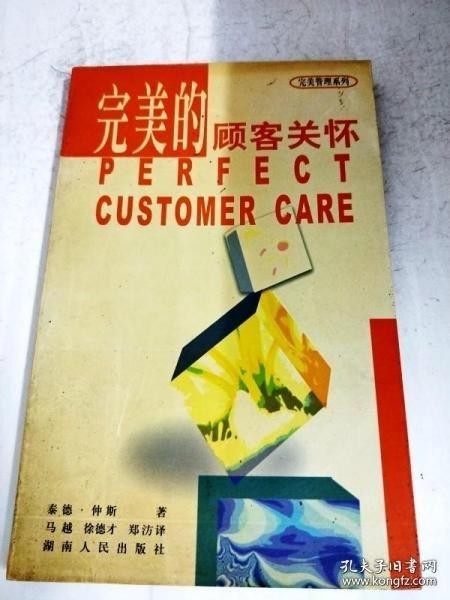 完美管理系列
完美的顾客关怀
PERFECT
CUSTOMER CARE
泰德·仲斯 著
马越 徐德才 郑汸译
湖南人民出版社
孔夫子旧书网
www.kongfz.com